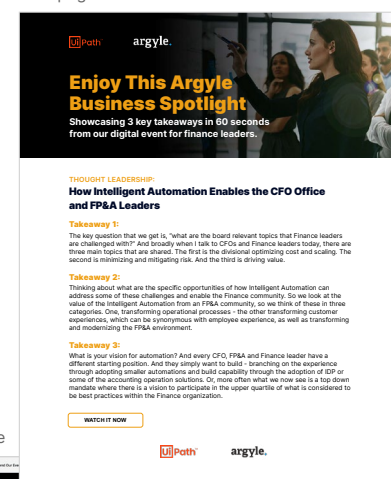 UiPath argyle.
Enjoy This Argyle
Business Spotlight
Showcasing 3 key takeaways in 60 seconds
from our digital event for finance leaders.
THOUGHT LEADERSHIP:
How Intelligent Automation Enables the CFO Office
and FP&A Leaders
Takeaway 1:
The key question that we get is, "what are the board relevant topics that Finance leaders
are challenged with?" And broadly when I talk to CFOs and Finance leaders today, there are
three main topics that are shared. The first is the divisional optimizing cost and scaling. The
second is minimizing and mitigating risk. And the third is driving value.
Takeaway 2:
Thinking about what are the specific opportunities of how Intelligent Automation can
address some of these challenges and enable the Finance community. So we look at the
value of the Intelligent Automation from an FP&A context, so we think of these in three
categories. One, transforming operational processes - the other transforming customer
experiences, which can be synonymous with employee experience, as well as transforming
and modernizing the FP&A environment.
Takeaway 3:
What is your vision for automation? And every CFO, FP&A and Finance leader have a
different starting position. And they simply want to build - branching on the experience
through adopting smaller automations and build capability through the adoption of IDP or
some of the accounting operation solutions. Or, more often what we now see is a top down
mandate where there is a vision to participate in the upper quartile of what is considered to
be best practices within the Finance organization.
WATCH IT NOW
UiPath argyle.